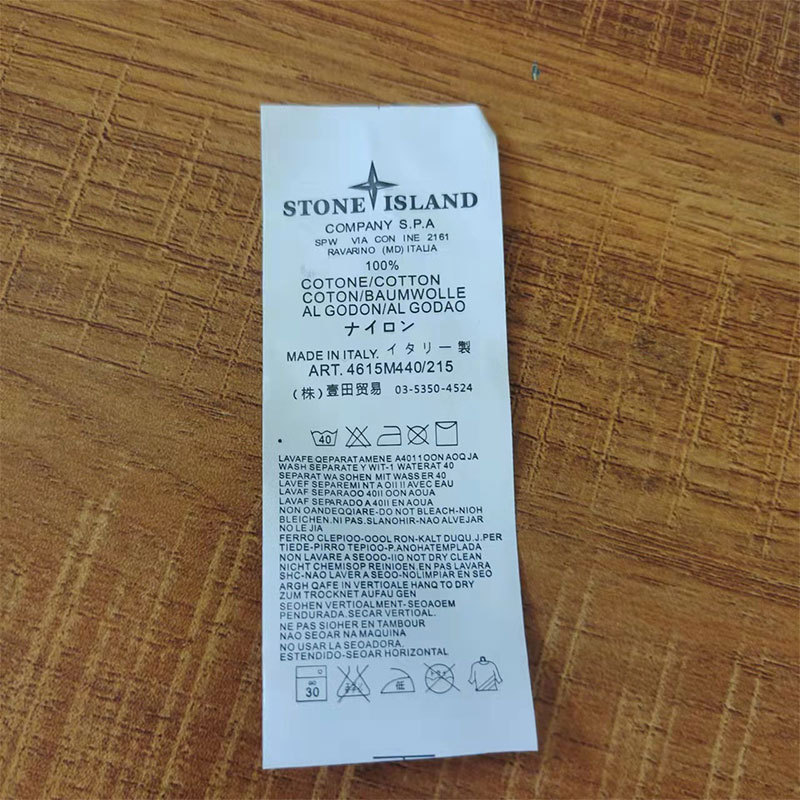 STONE ISLAND
COMPANY S.P.A
SPW VIA CON INE 2161
RAVARINO (MD) ITALIA
100%
COTONE/COTTON
COTON/BAUMWOLLE
AL GODON/AL GODAO
ナイロン
MADE IN ITALY. イタリー製
ART. 4615M440/215
(株)壹田贸易 03-5350-4524
40
LAVAFE QEPARATAMENE A4011OON AOQ JA
WASH SEPARATE Y WIT-1 WATERAT 40
SEPARAT WASOHEN MIT WASSER 40
LAVEF SEPAREMI NT A OII II AVEC EAU
LAVAF SEPARAOO 40II OON AOUA
LAVAF SEPARADO A 40II EN AOUA
NON OANDEQQIARE-DO NOT BLEACH-NIOH
BLEICHEN.NI PAS.SLANOHIR-NAO ALVEJAR
NO LE JIA
FERRO CLEPIOO-OOOL RON-KALT DUQU.J.PER
TIEDE-PIRRO TEPIOO-P.ANOHATEMPLADA
NON LAVARE A SEOOO-IIO NOT DRY CLEAN
NICHT CHEMISOP REINIOEN.EN PAS LAVARA
SHC-NAO LAVER A SEOO-NOLIMPIAR EN SEO
ARGH QAFE IN VERTIOALE HANQ TO DRY
ZUM TROCKNET AUFAU GEN
SEOHEN VERTIOALMENT- SEOAOEM
PENDURADA.SECAR VERTIOAL.
NE PAS SIOHER EN TAMBOUR
NAO SEOAR NA MAQUINA
NO USAR LA SEOADORA.
ESTENDIDO-SEOAR HORIZONTAL
30 低